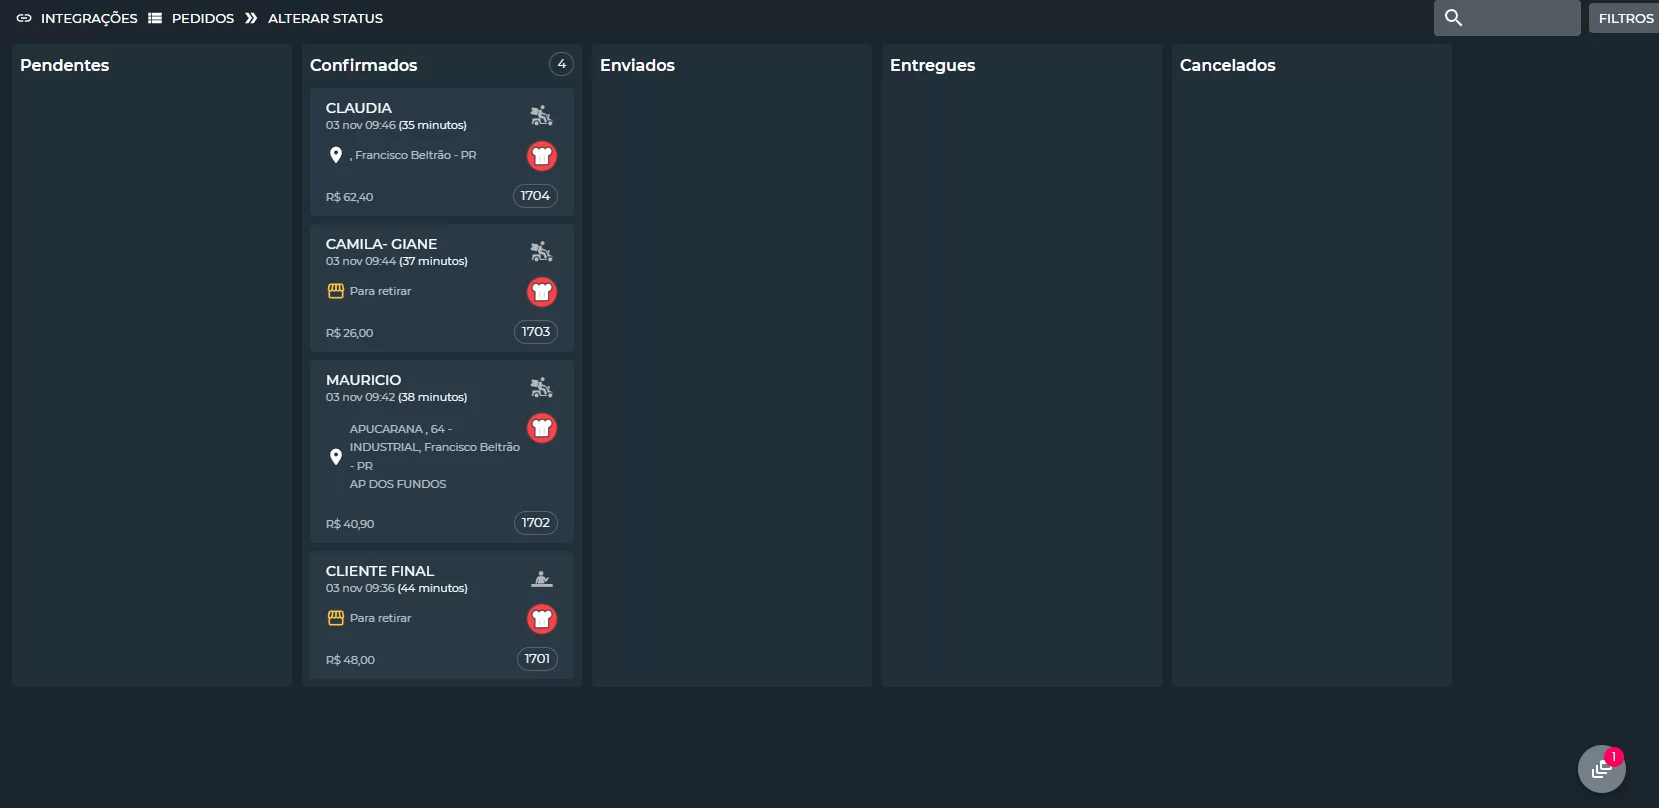 INTEGRAÇÕES PEDIDOS ALTERAR STATUS
FILTROS
Pendentes
Confirmados 4
Enviados
Entregues
Cancelados
CLAUDIA
03 nov 09:46 (35 minutos)
, Francisco Beltrão - PR
R$ 62,40 1704
CAMILA- GIANE
03 nov 09:44 (37 minutos)
Para retirar
R$ 26,00 1703
MAURICIO
03 nov 09:42 (38 minutos)
APUCARANA , 64 -
INDUSTRIAL, Francisco Beltrão
- PR
AP DOS FUNDOS
R$ 40,90 1702
CLIENTE FINAL
03 nov 09:36 (44 minutos)
Para retirar
R$ 48,00 1701
1